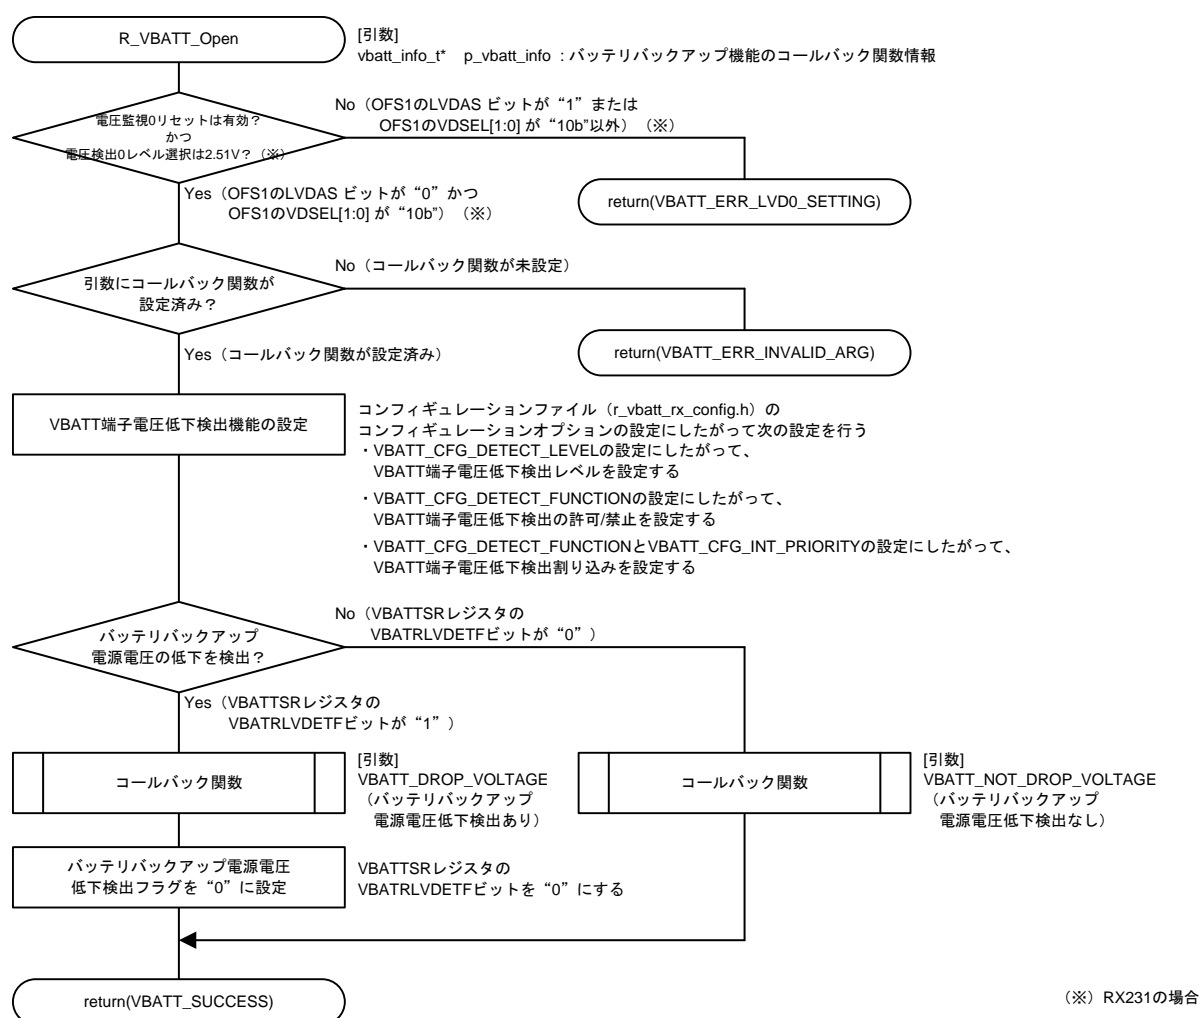 R_VBATT_Open
[引数]
vbatt_info_t* p_vbatt_info : バッテリバックアップ機能のコールバック関数情報
電圧監視0リセットは有効？
かつ
電圧検出0レベル選択は2.51V？（※）
No（OFS1のLVDAS ビットが“1”または
OFS1のVDSEL[1:0] が“10b”以外）（※）
return(VBATT_ERR_LVD0_SETTING)
Yes（OFS1のLVDAS ビットが“0”かつ
OFS1のVDSEL[1:0] が“10b”）（※）
引数にコールバック関数が
設定済み？
No（コールバック関数が未設定）
return(VBATT_ERR_INVALID_ARG)
Yes（コールバック関数が設定済み）
VBATT端子電圧低下検出機能の設定
コンフィギュレーションファイル（r_vbatt_rx_config.h）の
コンフィギュレーションオプションの設定にしたがって次の設定を行う
・VBATT_CFG_DETECT_LEVELの設定にしたがって、
VBATT端子電圧低下検出レベルを設定する
・VBATT_CFG_DETECT_FUNCTIONの設定にしたがって、
VBATT端子電圧低下検出の許可/禁止を設定する
・VBATT_CFG_DETECT_FUNCTIONとVBATT_CFG_INT_PRIORITYの設定にしたがって、
VBATT端子電圧低下検出割り込みを設定する
バッテリバックアップ
電源電圧の低下を検出？
No（VBATTSRレジスタの
VBATRLVDETFビットが“0”）
Yes（VBATTSRレジスタの
VBATRLVDETFビットが“1”）
コールバック関数
[引数]
VBATT_DROP_VOLTAGE
（バッテリバックアップ
電源電圧低下検出あり）
コールバック関数
[引数]
VBATT_NOT_DROP_VOLTAGE
（バッテリバックアップ
電源電圧低下検出なし）
バッテリバックアップ電源電圧
低下検出フラグを“0”に設定
VBATTSRレジスタの
VBATRLVDETFビットを“0”にする
return(VBATT_SUCCESS)
（※）RX231の場合